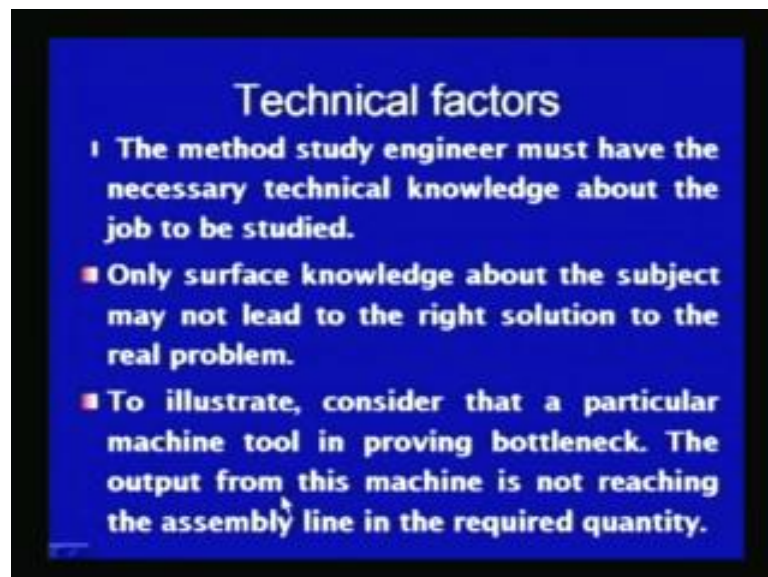 Technical factors
The method study engineer must have the
necessary technical knowledge about the
job to be studied.
Only surface knowledge about the subject
may not lead to the right solution to the
real problem.
To illustrate, consider that a particular
machine tool in proving bottleneck. The
output from this machine is not reaching
the assembly line in the required quantity.